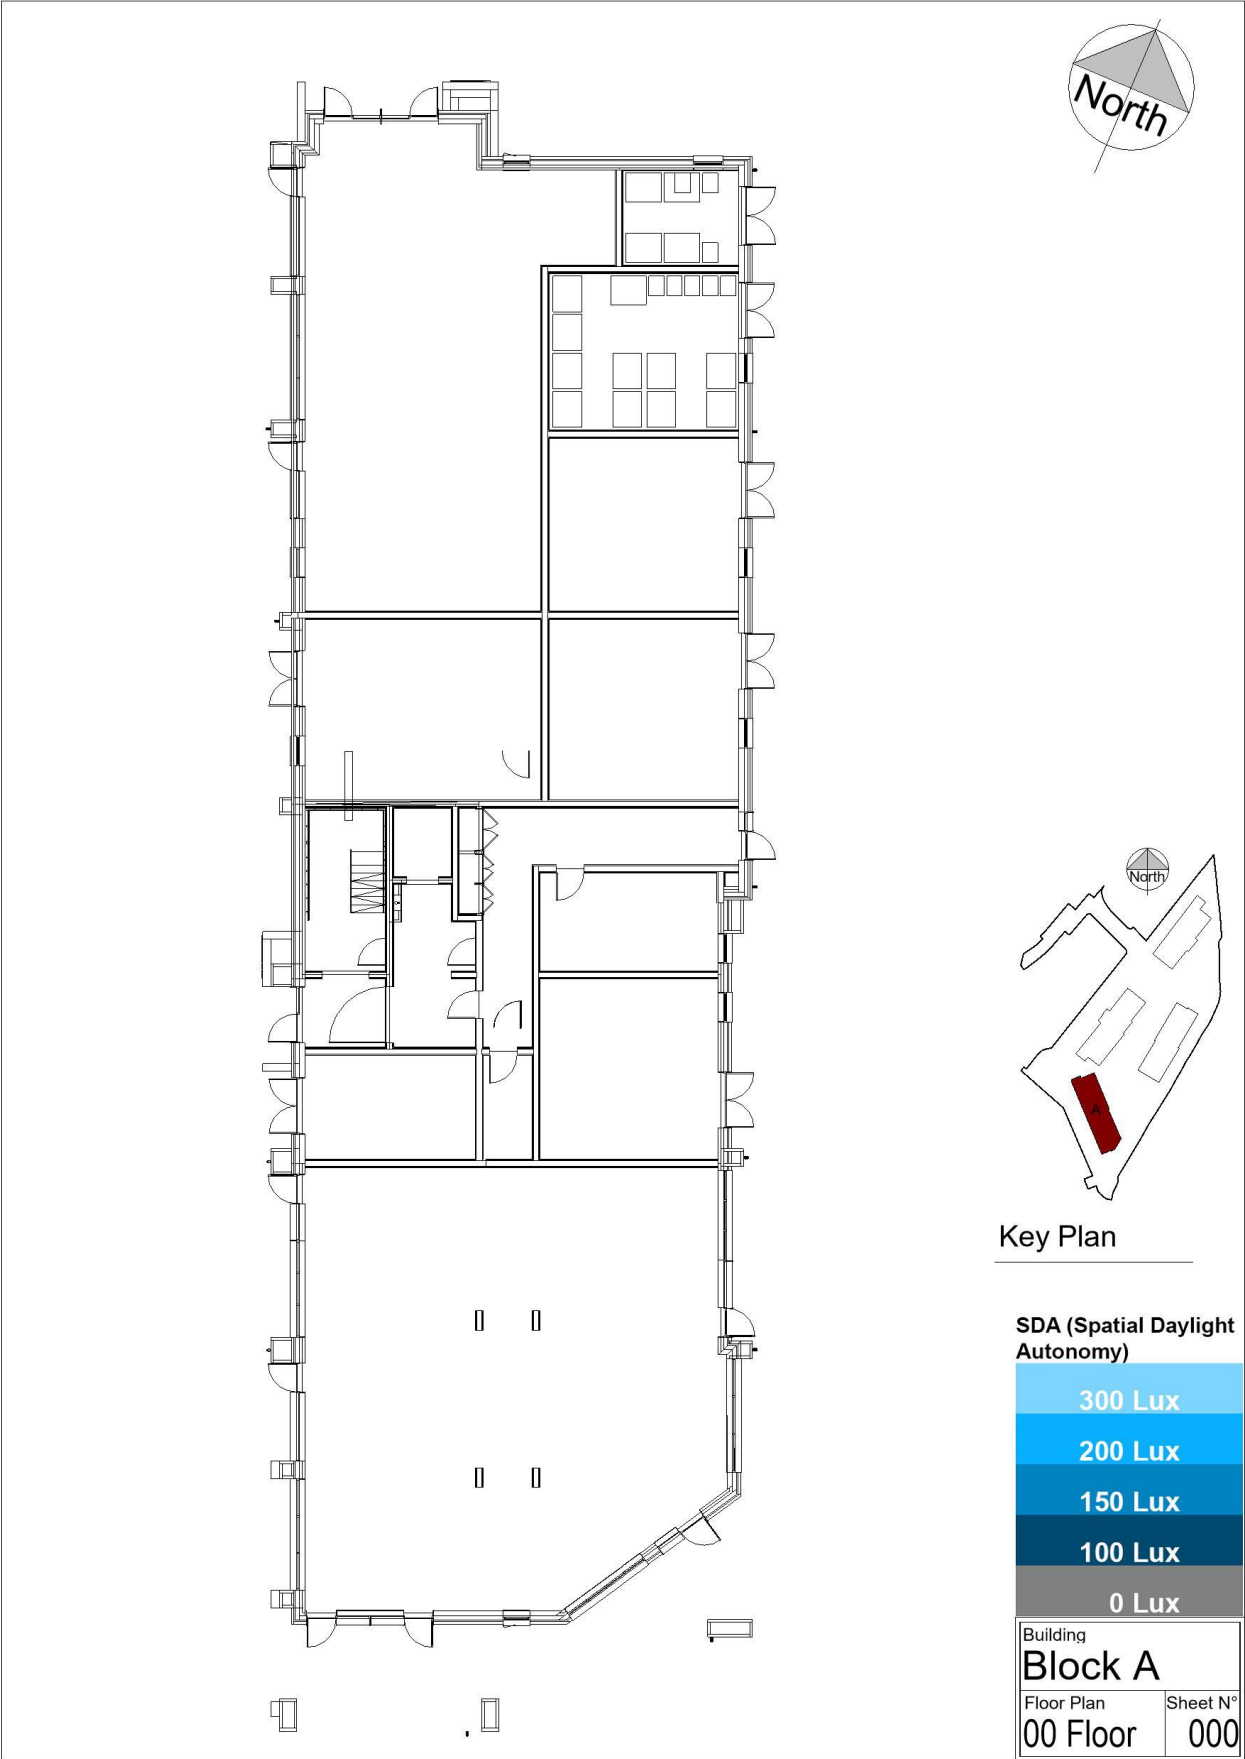 North
North
A
Key Plan
SDA (Spatial Daylight
Autonomy)
300 Lux
200 Lux
150 Lux
100 Lux
0 Lux
Building
Block A
Floor Plan
00 Floor
Sheet N°
000